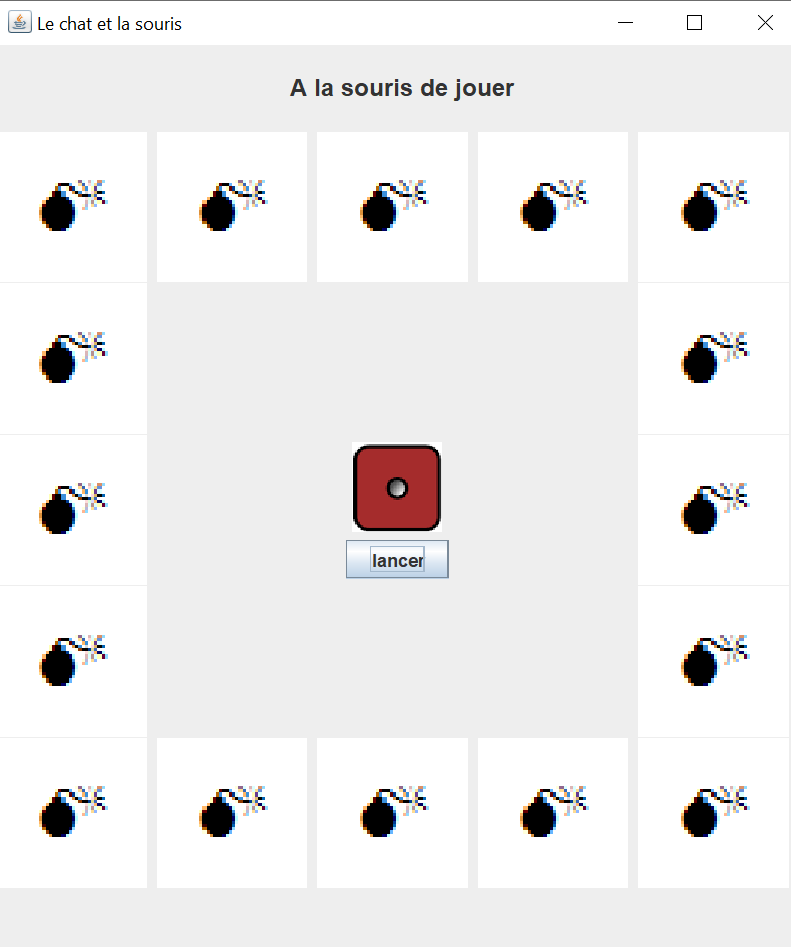 Le chat et la souris
A la souris de jouer
lancer